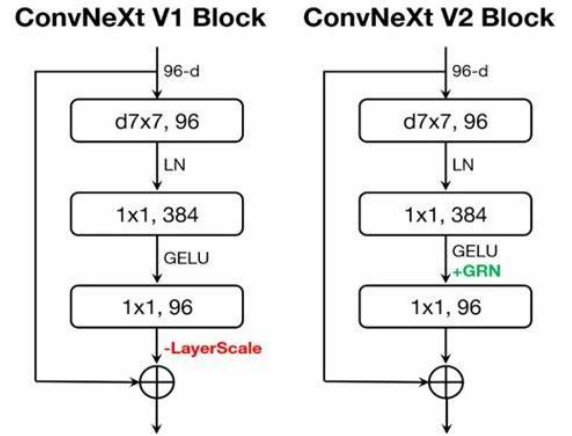 ConvNeXt V1 Block
96-d
d7x7, 96
LN
1x1, 384
GELU
1x1, 96
-LayerScale
ConvNeXt V2 Block
96-d
d7x7, 96
LN
1x1, 384
GELU
+GRN
1x1, 96